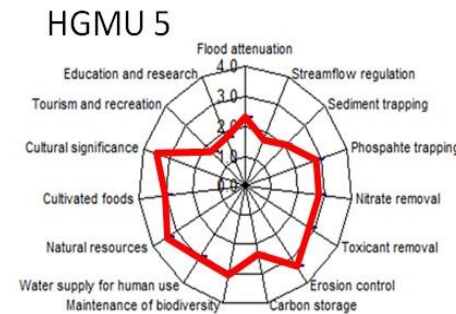 HGMU 5
Flood attenuation
4.0
Education and research
Streamflow regulation
3.0
Tourism and recreation
Sediment trapping
2.0
Cultural significance
Phospahte trapping
1.0
0.0
Cultivated foods
Nitrate removal
Natural resources
Toxicant removal
Water supply for human use
Erosion control
Maintenance of biodiversity
Carbon storage